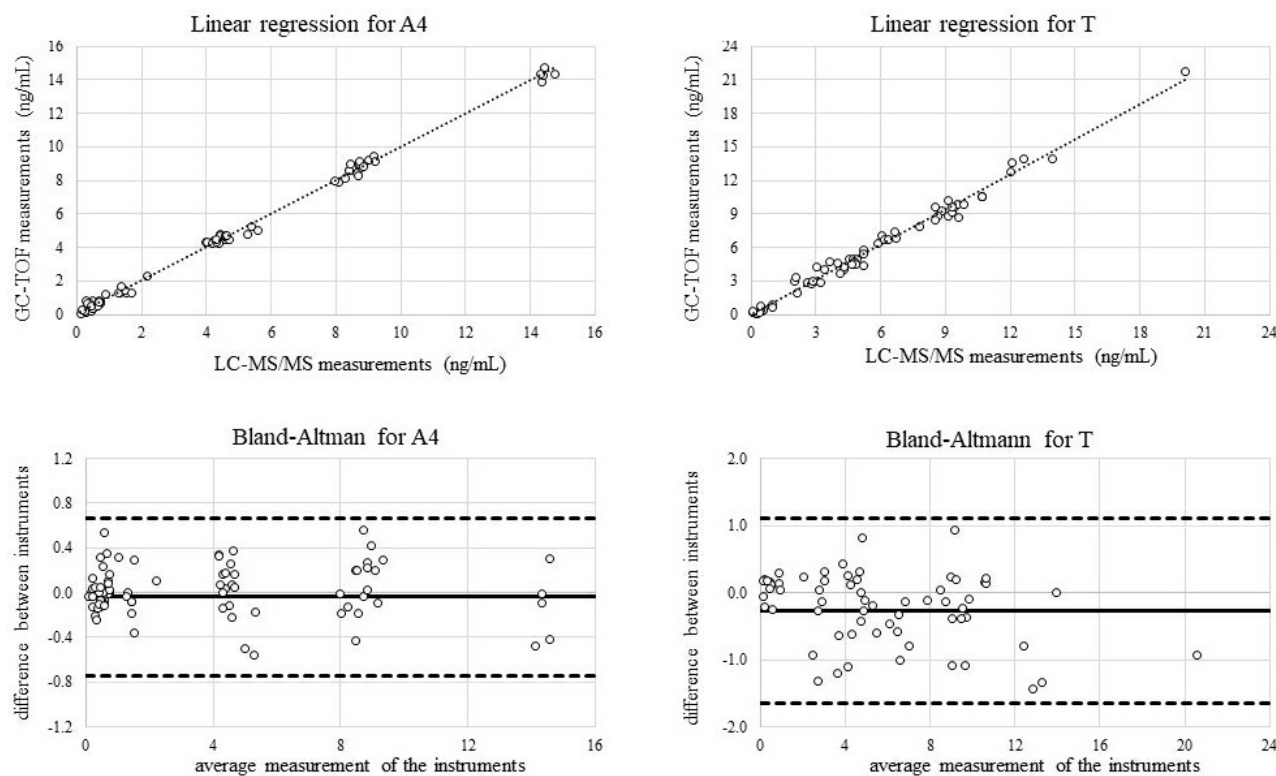 Linear regression for A4
16
14
12
10
8
6
4
2
0
GC-TOF measurements (ng/mL)
0 2 4 6 8 10 12 14 16
LC-MS/MS measurements (ng/mL)
Linear regression for T
24
21
18
15
12
9
6
3
0
GC-TOF measurements (ng/mL)
0 3 6 9 12 15 18 21 24
LC-MS/MS measurements (ng/mL)
Bland-Altman for A4
1.2
0.8
0.4
0.0
-0.4
-0.8
-1.2
difference between instruments
0 4 8 12 16
average measurement of the instruments
Bland-Altmann for T
2.0
1.0
0.0
-1.0
-2.0
difference between instruments
0 4 8 12 16 20 24
average measurement of the instruments